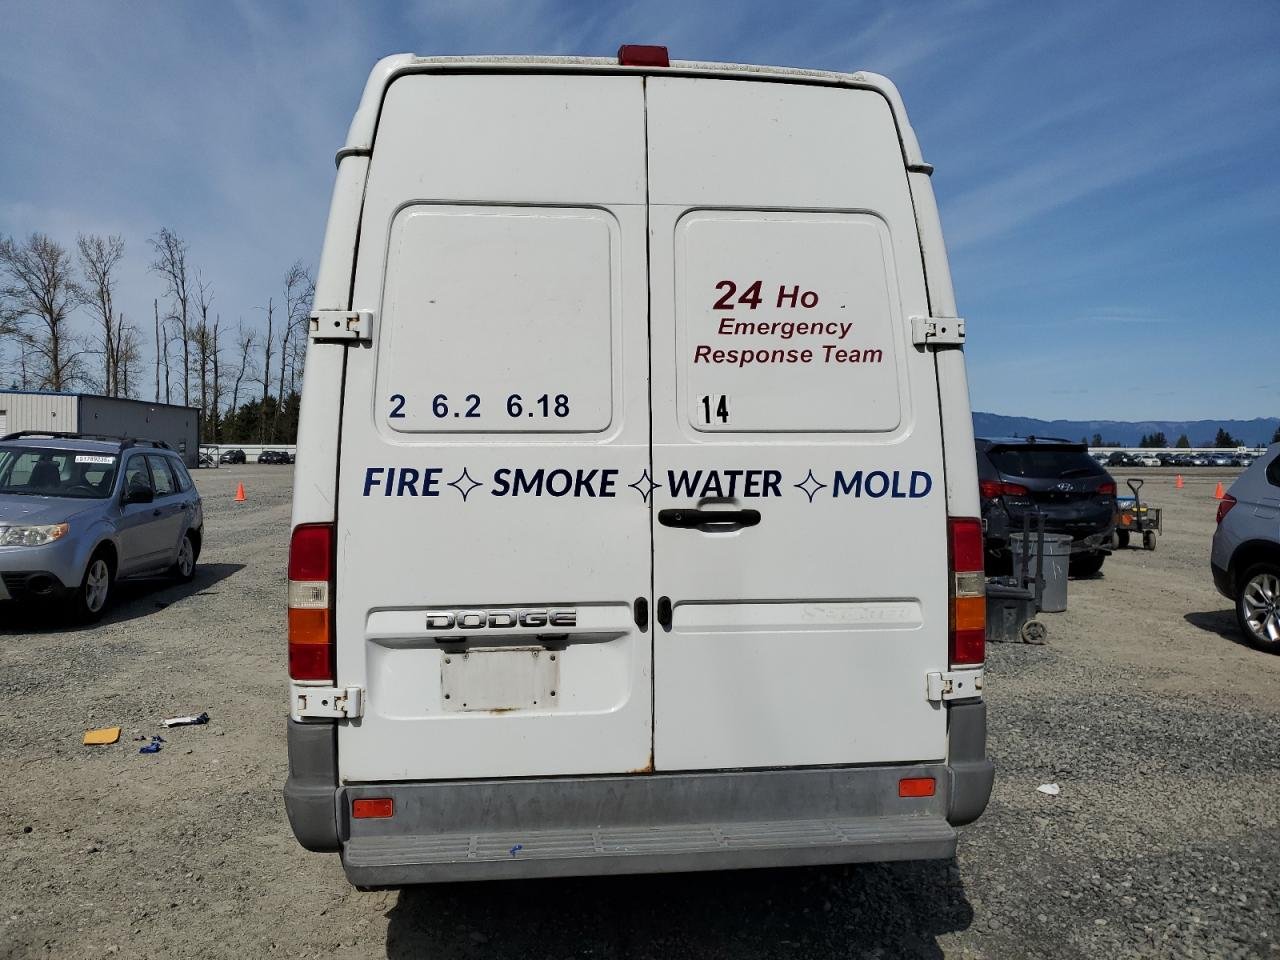 24 Ho
Emergency
Response Team
2 6.2 6.18
14
FIRE✧SMOKE✧WATER✧MOLD
DODGE